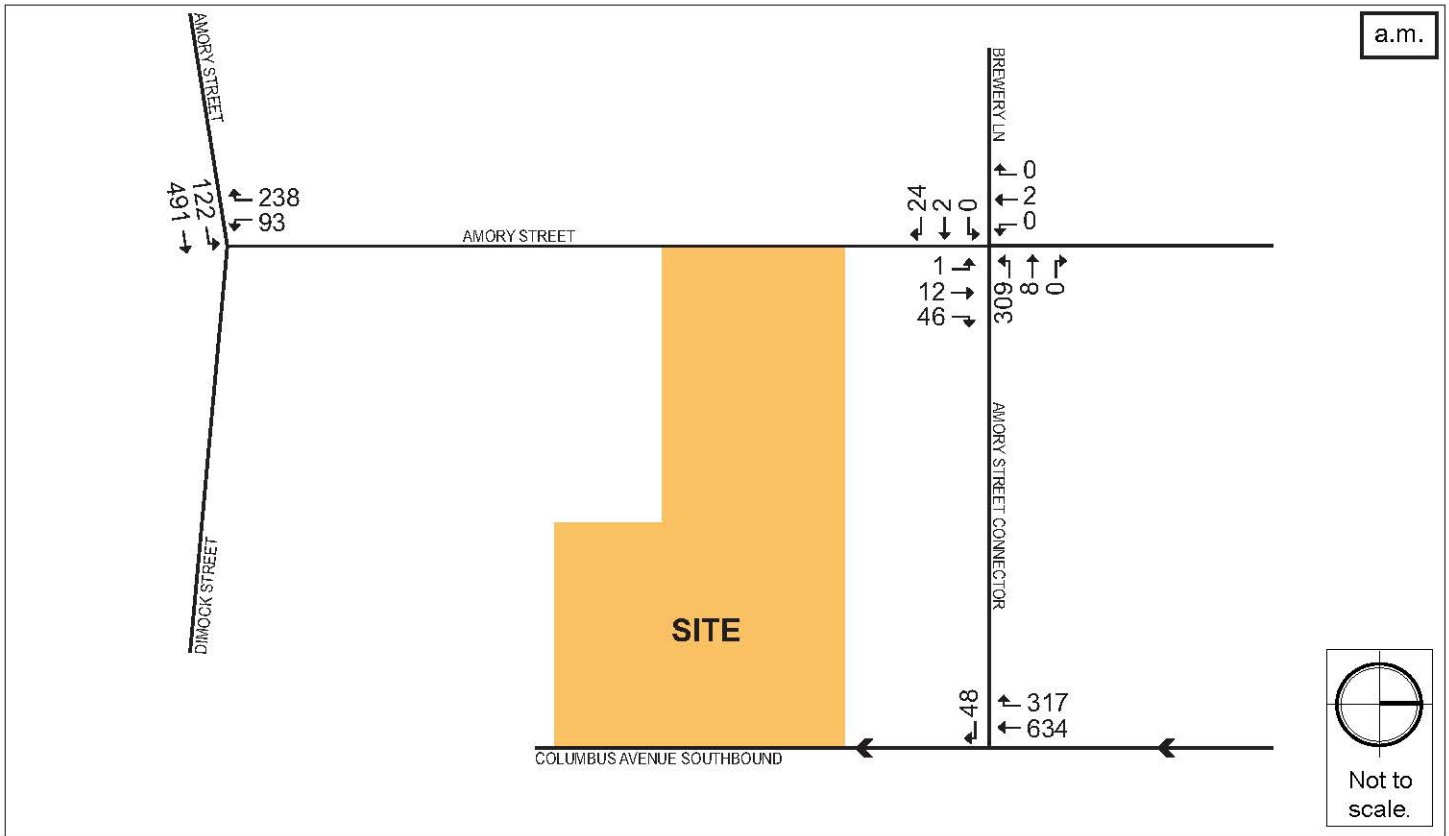 a.m.
AMORY STREET
BREWERY LN
122
491
238
93
AMORY STREET
24
2
0
0
2
0
1
12
46
309
8
0
AMORY STREET CONNECTOR
DIMOCK STREET
SITE
48
317
634
COLUMBUS AVENUE SOUTHBOUND
Not to
scale.